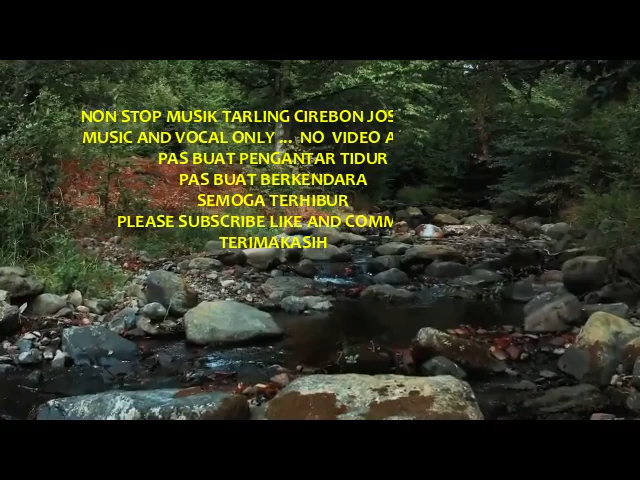 NON STOP MUSIK TARLING CIREBON JOS
MUSIC AND VOCAL ONLY ... NO VIDEO A
PAS BUAT PENGANTAR TIDUR
PAS BUAT BERKENDARA
SEMOGA TERHIBUR
PLEASE SUBSCRIBE LIKE AND COMM
TERIMAKASIH